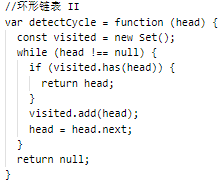 //环形链表 II
var detectCycle = function (head) {
  const visited = new Set();
  while (head !== null) {
    if (visited.has(head)) {
      return head;
    }
    visited.add(head);
    head = head.next;
  }
  return null;
}